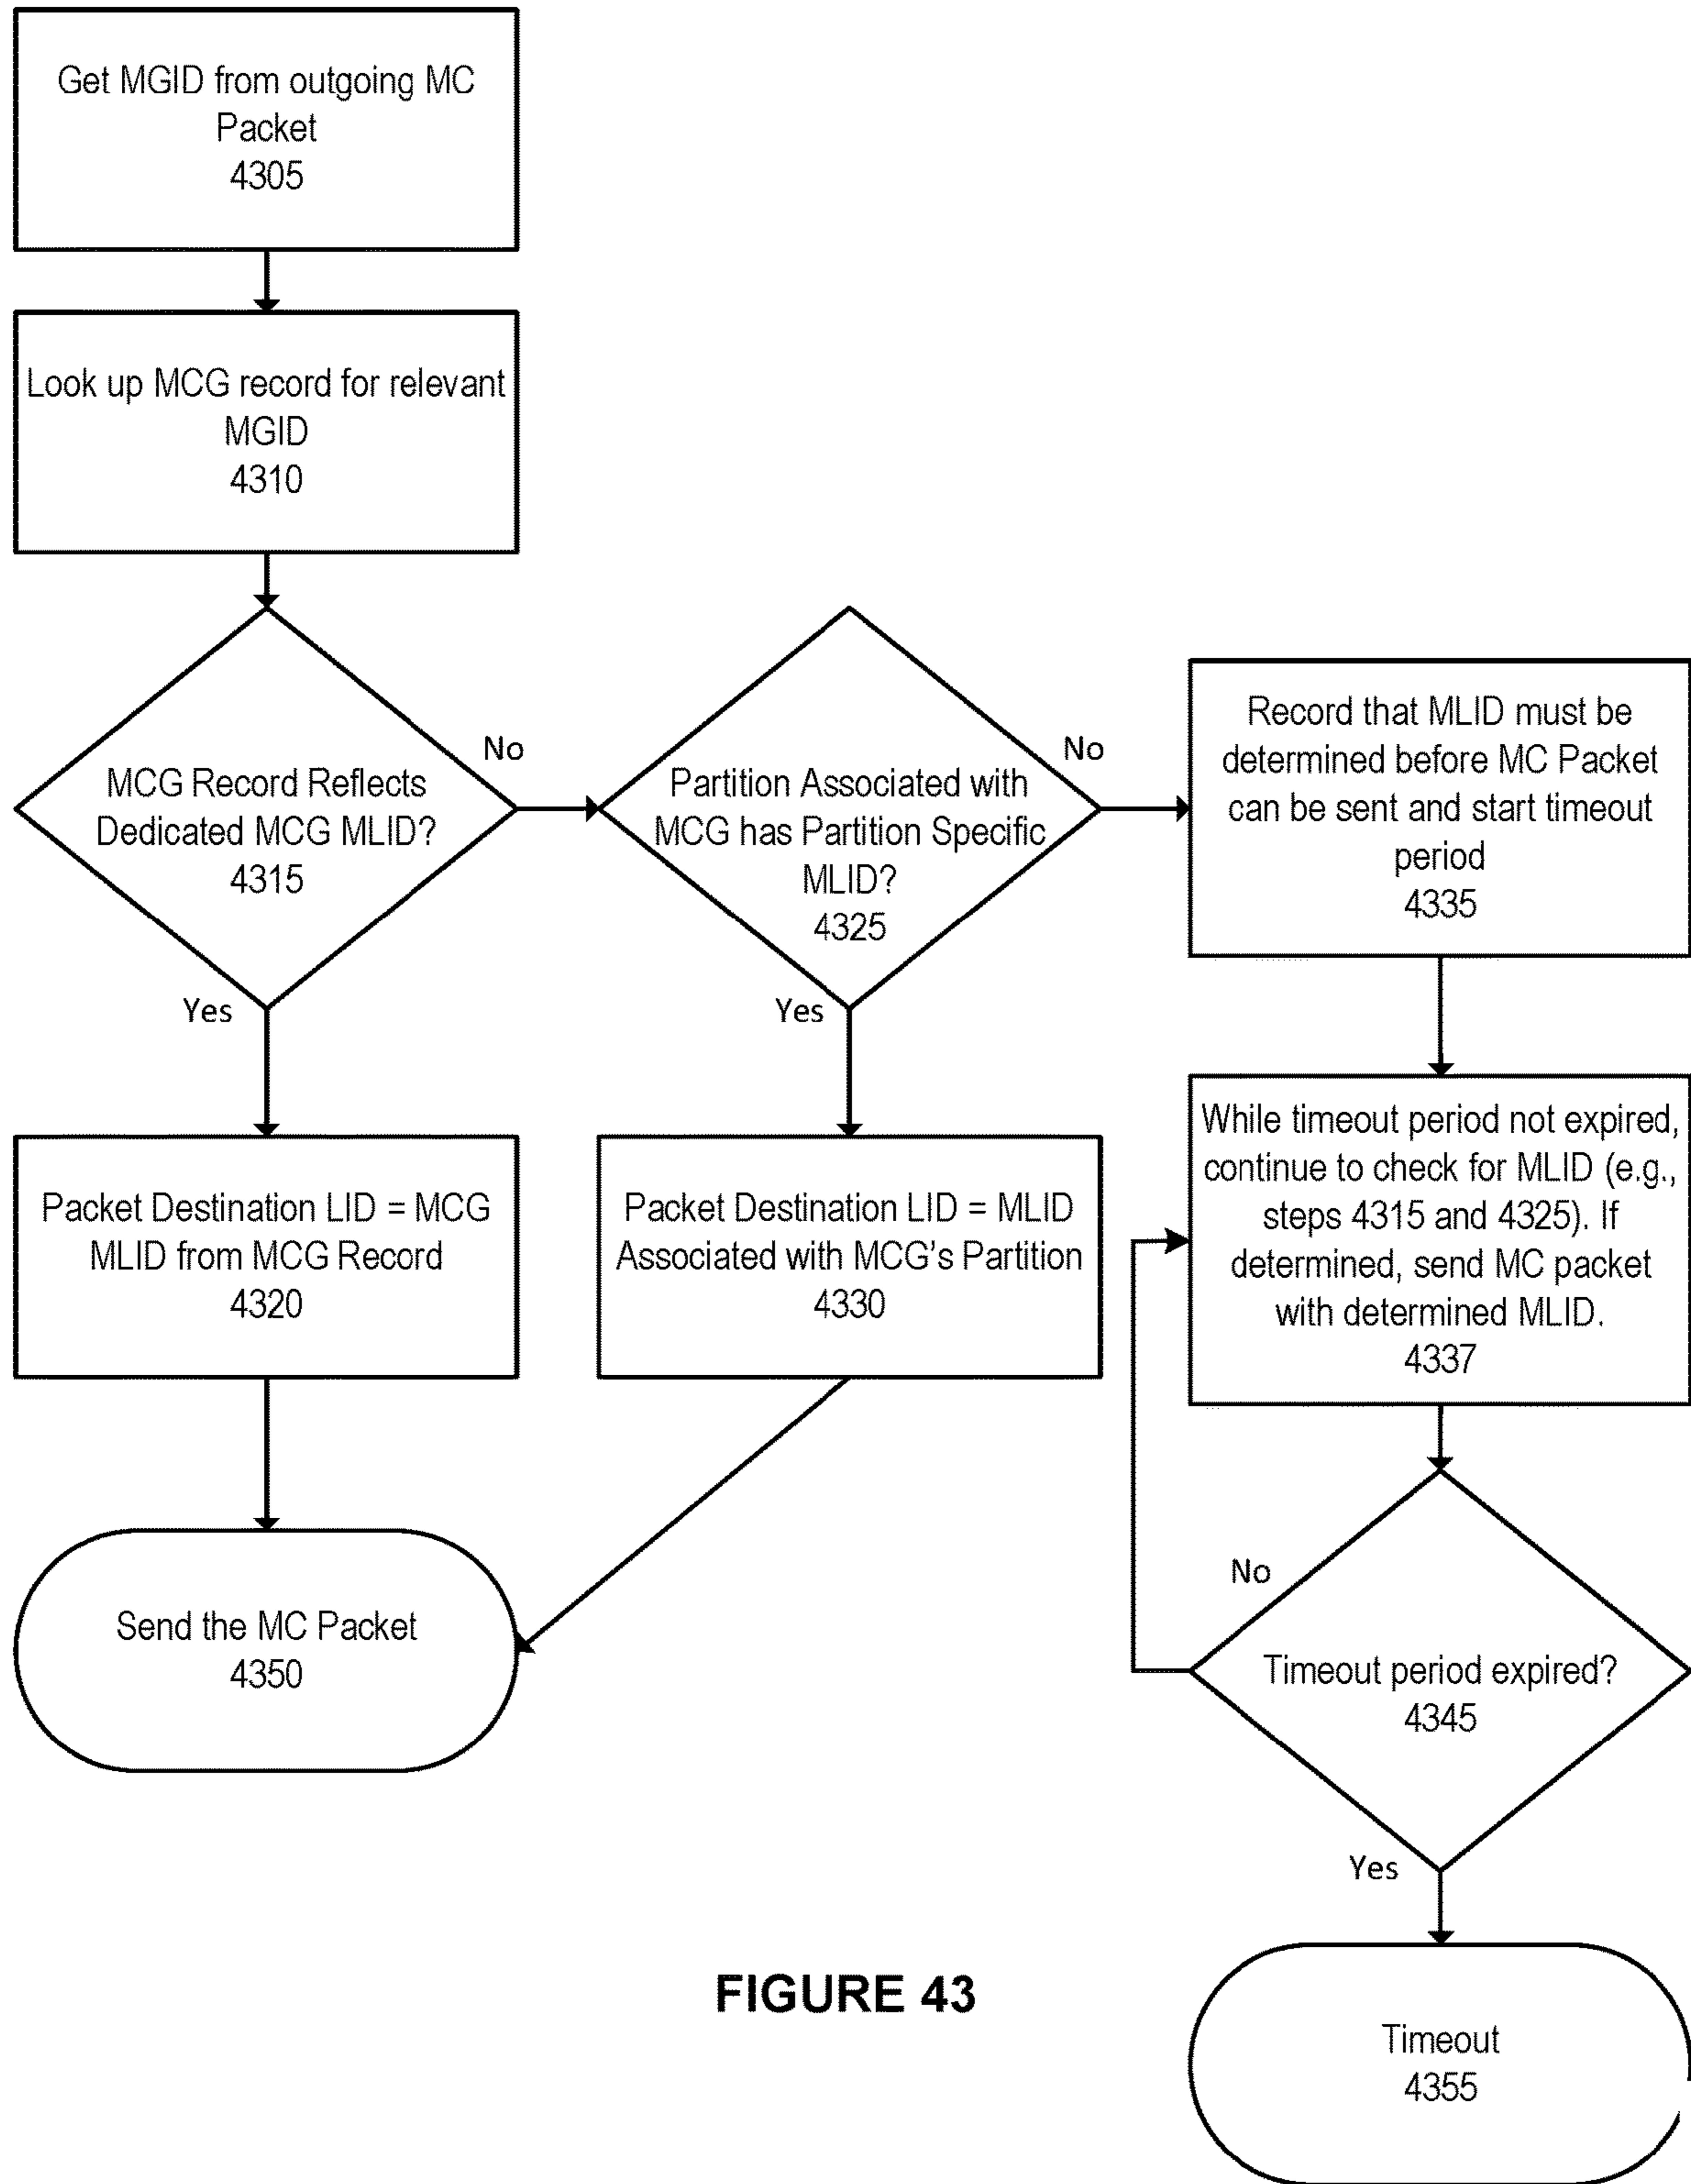 Get MGID from outgoing MC
Packet
4305
Look up MCG record for relevant
MGID
4310
MCG Record Reflects
Dedicated MCG MLID?
4315
No
Yes
Partition Associated with
MCG has Partition Specific
MLID?
4325
No
Yes
Record that MLID must be
determined before MC Packet
can be sent and start timeout
period
4335
Packet Destination LID = MCG
MLID from MCG Record
4320
Packet Destination LID = MLID
Associated with MCG's Partition
4330
While timeout period not expired,
continue to check for MLID (e.g.,
steps 4315 and 4325). If
determined, send MC packet
with determined MLID.
4337
Send the MC Packet
4350
No
Timeout period expired?
4345
Yes
Timeout
4355
FIGURE 43